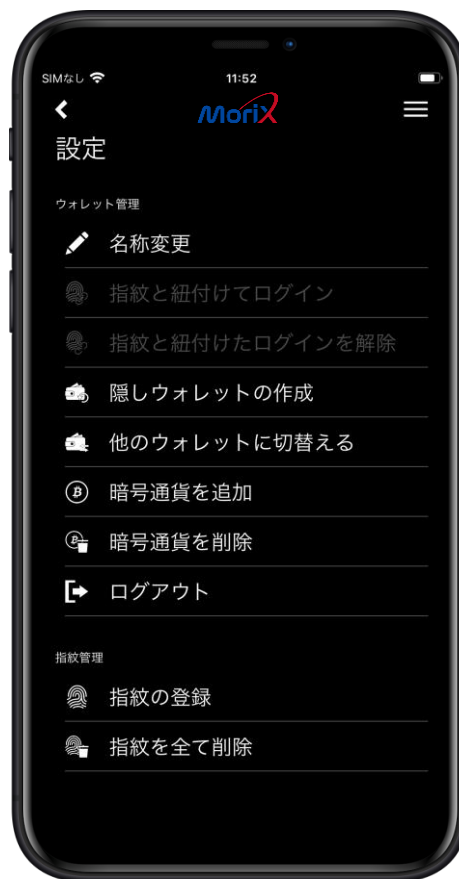 SIMなし
11:52
MoriX
設定
ウォレット管理
名称変更
指紋と紐付けてログイン
指紋と紐付けたログインを解除
隠しウォレットの作成
他のウォレットに切替える
暗号通貨を追加
暗号通貨を削除
ログアウト
指紋管理
指紋の登録
指紋を全て削除